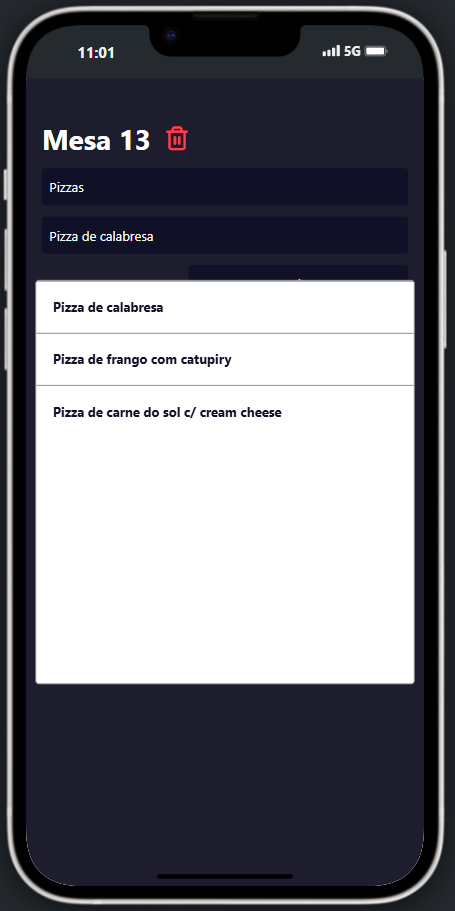 11:01
5G
Mesa 13
Pizzas
Pizza de calabresa
Pizza de calabresa
Pizza de frango com catupiry
Pizza de carne do sol c/ cream cheese